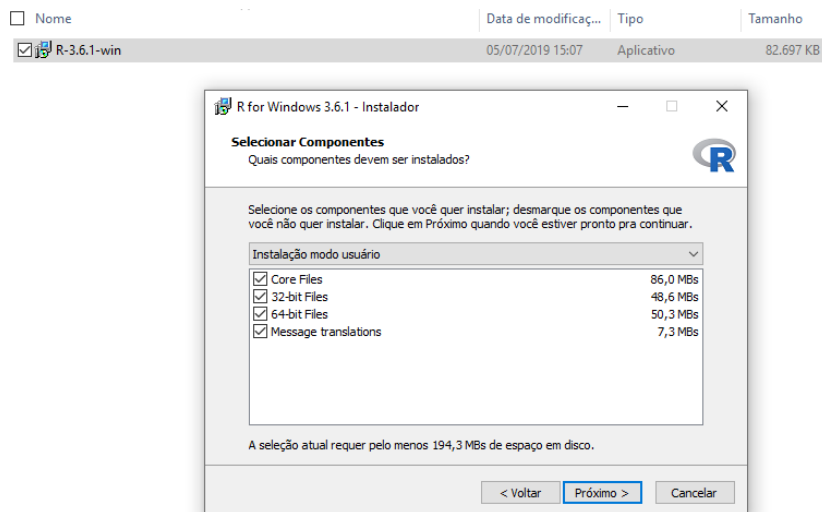 Nome Data de modificaç... Tipo Tamanho
R-3.6.1-win 05/07/2019 15:07 Aplicativo 82.697 KB
R for Windows 3.6.1 - Instalador
Selecionar Componentes
Quais componentes devem ser instalados?
R
Selecione os componentes que você quer instalar; desmarque os componentes que
você não quer instalar. Clique em Próximo quando você estiver pronto pra continuar.
Instalação modo usuário
Core Files 86,0 MBs
32-bit Files 48,6 MBs
64-bit Files 50,3 MBs
Message translations 7,3 MBs
A seleção atual requer pelo menos 194,3 MBs de espaço em disco.
< Voltar Próximo > Cancelar